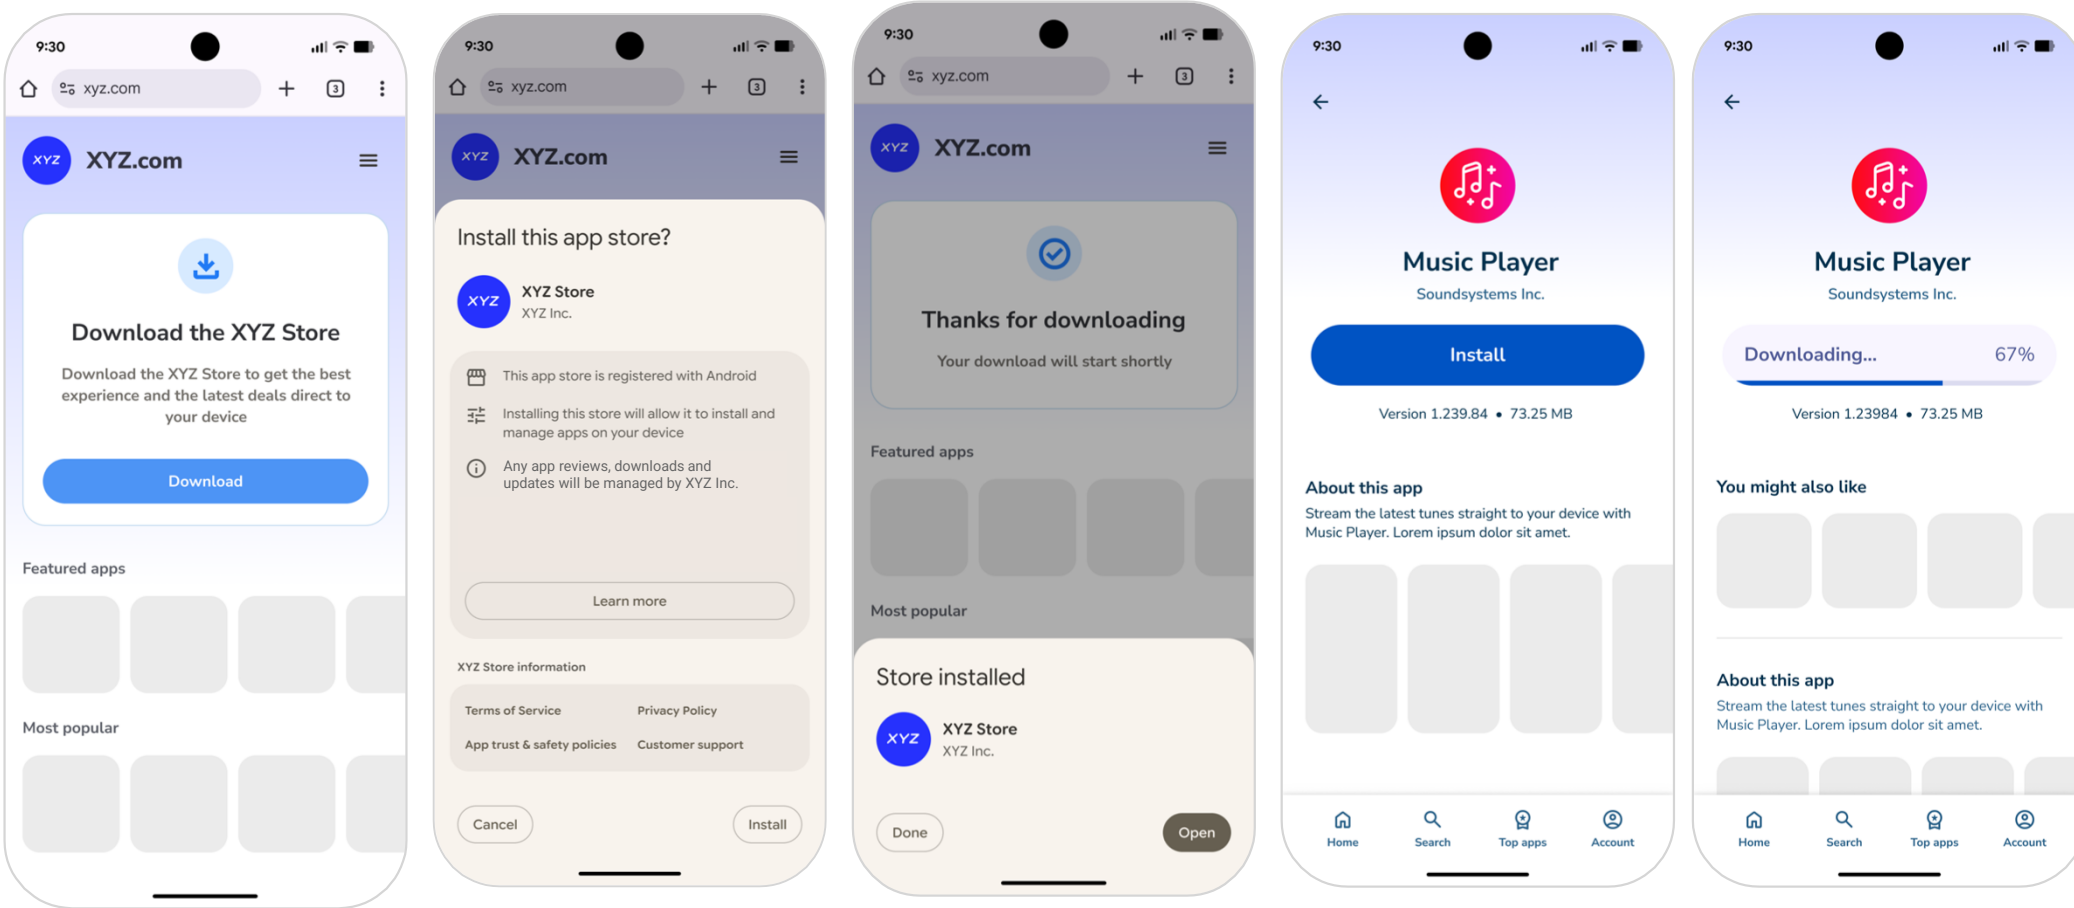 9:30
xyz.com
3
XYZ
XYZ.com
Download the XYZ Store
Download the XYZ Store to get the best
experience and the latest deals direct to
your device
Download
Featured apps
Most popular
9:30
xyz.com
3
XYZ
XYZ.com
Install this app store?
XYZ
XYZ Store
XYZ Inc.
This app store is registered with Android
Installing this store will allow it to install and
manage apps on your device
Any app reviews, downloads and
updates will be managed by XYZ Inc.
Learn more
XYZ Store information
Terms of Service
Privacy Policy
App trust & safety policies
Customer support
Cancel
Install
9:30
xyz.com
3
XYZ
XYZ.com
Thanks for downloading
Your download will start shortly
Featured apps
Most popular
Store installed
XYZ
XYZ Store
XYZ Inc.
Done
Open
9:30
Music Player
Soundsystems Inc.
Install
Version 1.239.84 • 73.25 MB
About this app
Stream the latest tunes straight to your device with
Music Player. Lorem ipsum dolor sit amet.
Home
Search
Top apps
Account
9:30
Music Player
Soundsystems Inc.
Downloading... 67%
Version 1.23984 • 73.25 MB
You might also like
About this app
Stream the latest tunes straight to your device with
Music Player. Lorem ipsum dolor sit amet.
Home
Search
Top apps
Account